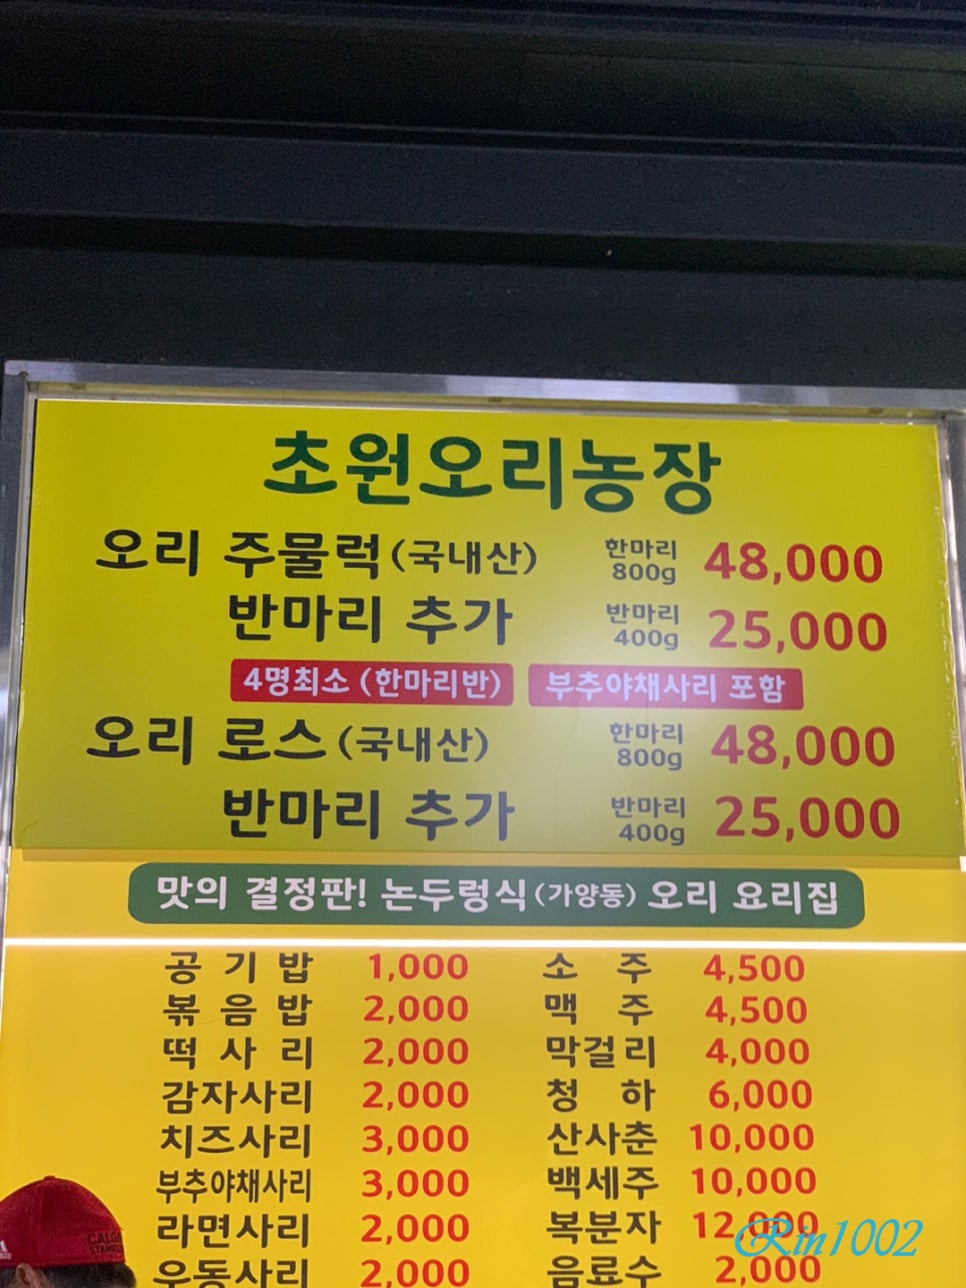 초원오리농장
오리 주물럭(국내산) 한마리 800g 48,000
반마리 추가 반마리 400g 25,000
4명최소 (한마리반) 부추야채사리 포함
오리 로스(국내산) 한마리 800g 48,000
반마리 추가 반마리 400g 25,000
맛의 결정판! 논두렁식(가양동) 오리 요리집
공기밥 1,000 소주 4,500
볶음밥 2,000 맥주 4,500
떡사리 2,000 막걸리 4,000
감자사리 2,000 청하 6,000
치즈사리 3,000 산사춘 10,000
부추야채사리 3,000 백세주 10,000
라면사리 2,000 복분자 12,000
우동사리 2,000 음료수 2,000
Rin1002